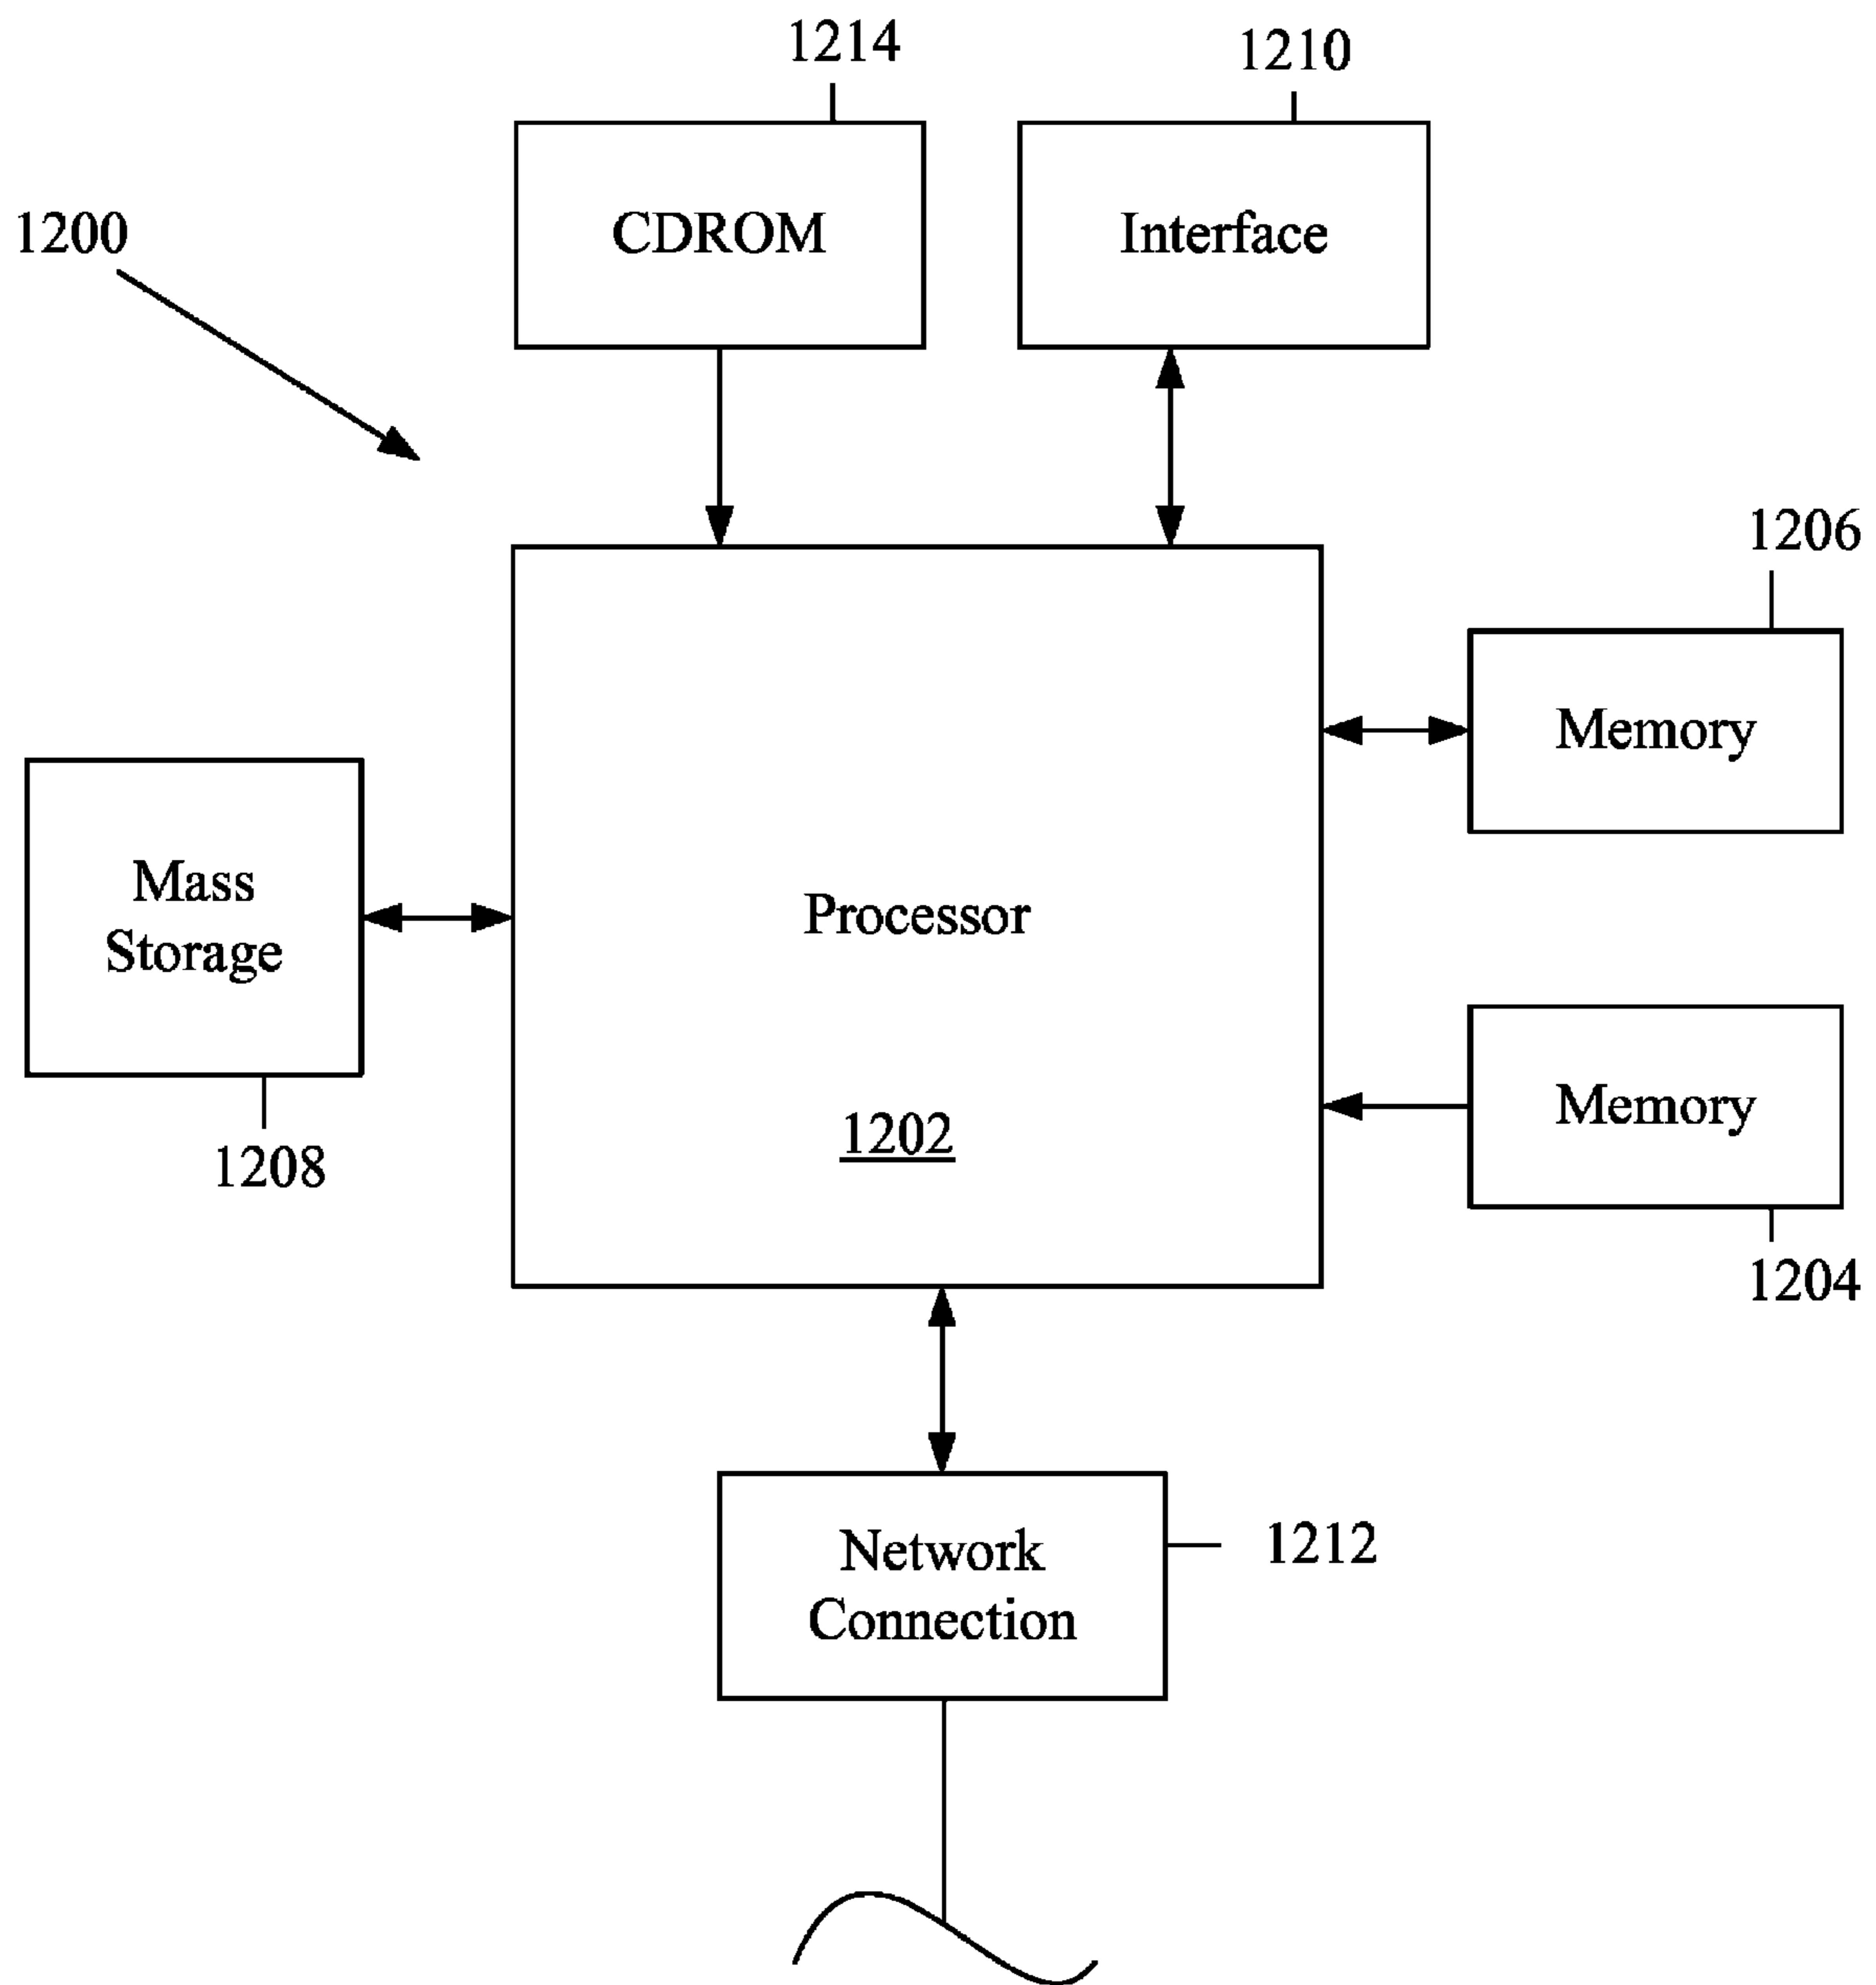 1214
1210
1200
CDROM
Interface
1206
Memory
Mass
Storage
Processor
1202
Memory
1208
1204
Network
Connection
1212